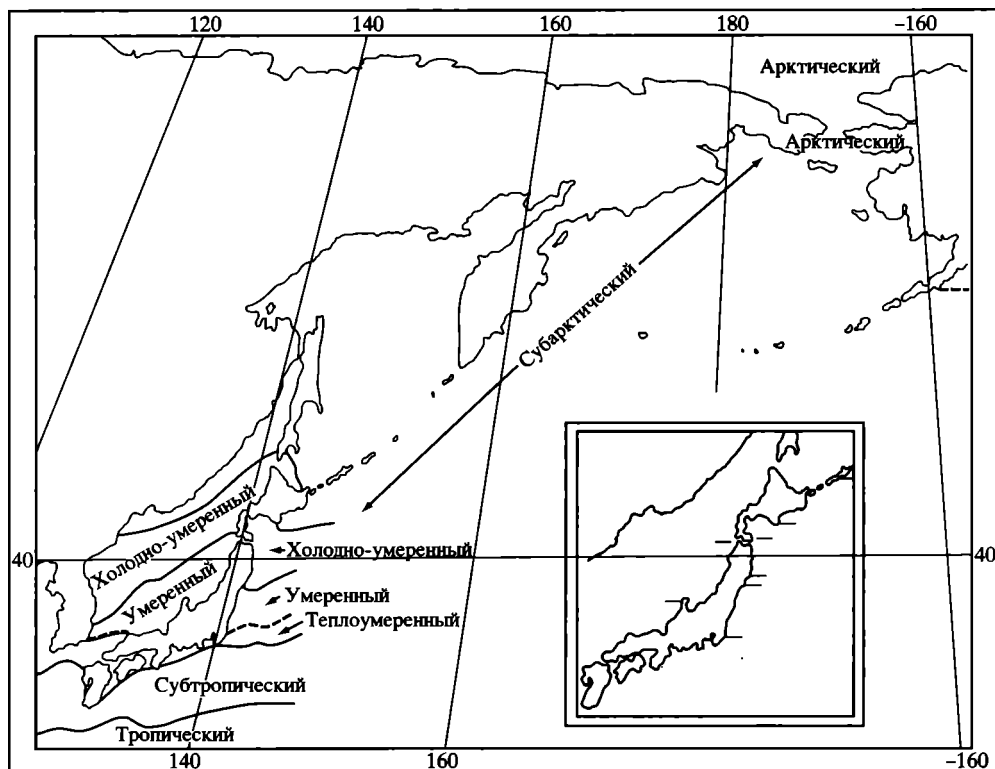 120 140 160 180 -160
Арктический
Арктический
Субарктический
Холодно-умеренный
Холодно-умеренный
40 40
Умеренный
Умеренный
Теплоумеренный
Субтропический
Тропический
140 160 -160